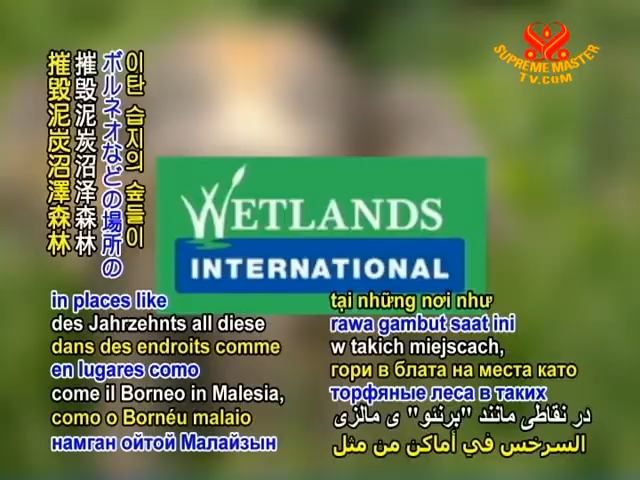 SUPREME MASTER
TV.COM
이탄 습지의 숲들이
ボルネオなどの場所の
摧毁泥炭沼泽森林
摧毀泥炭沼澤森林
WETLANDS
INTERNATIONAL
in places like
des Jahrzehnts all diese
dans des endroits comme
en lugares como
come il Borneo in Malesia,
como o Bornéu malaio
намган ойтой Малайзын
tại những nơi như
rawa gambut saat ini
w takich miejscach,
гори в блата на места като
торфяные леса в таких
در نقاطی مانند "برنئو" ی مالزی
السرخس في أماكن من مثل